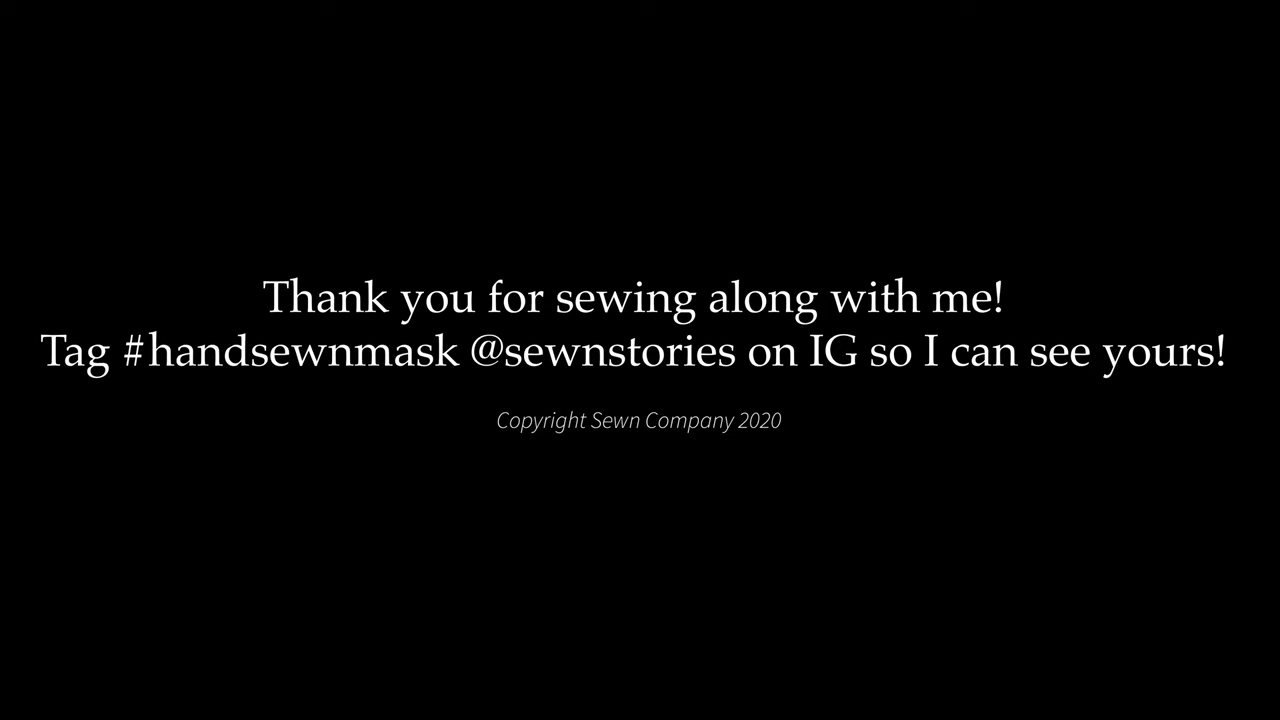 Thank you for sewing along with me!
Tag #handsewnmask @sewnstories on IG so I can see yours!
Copyright Sewn Company 2020